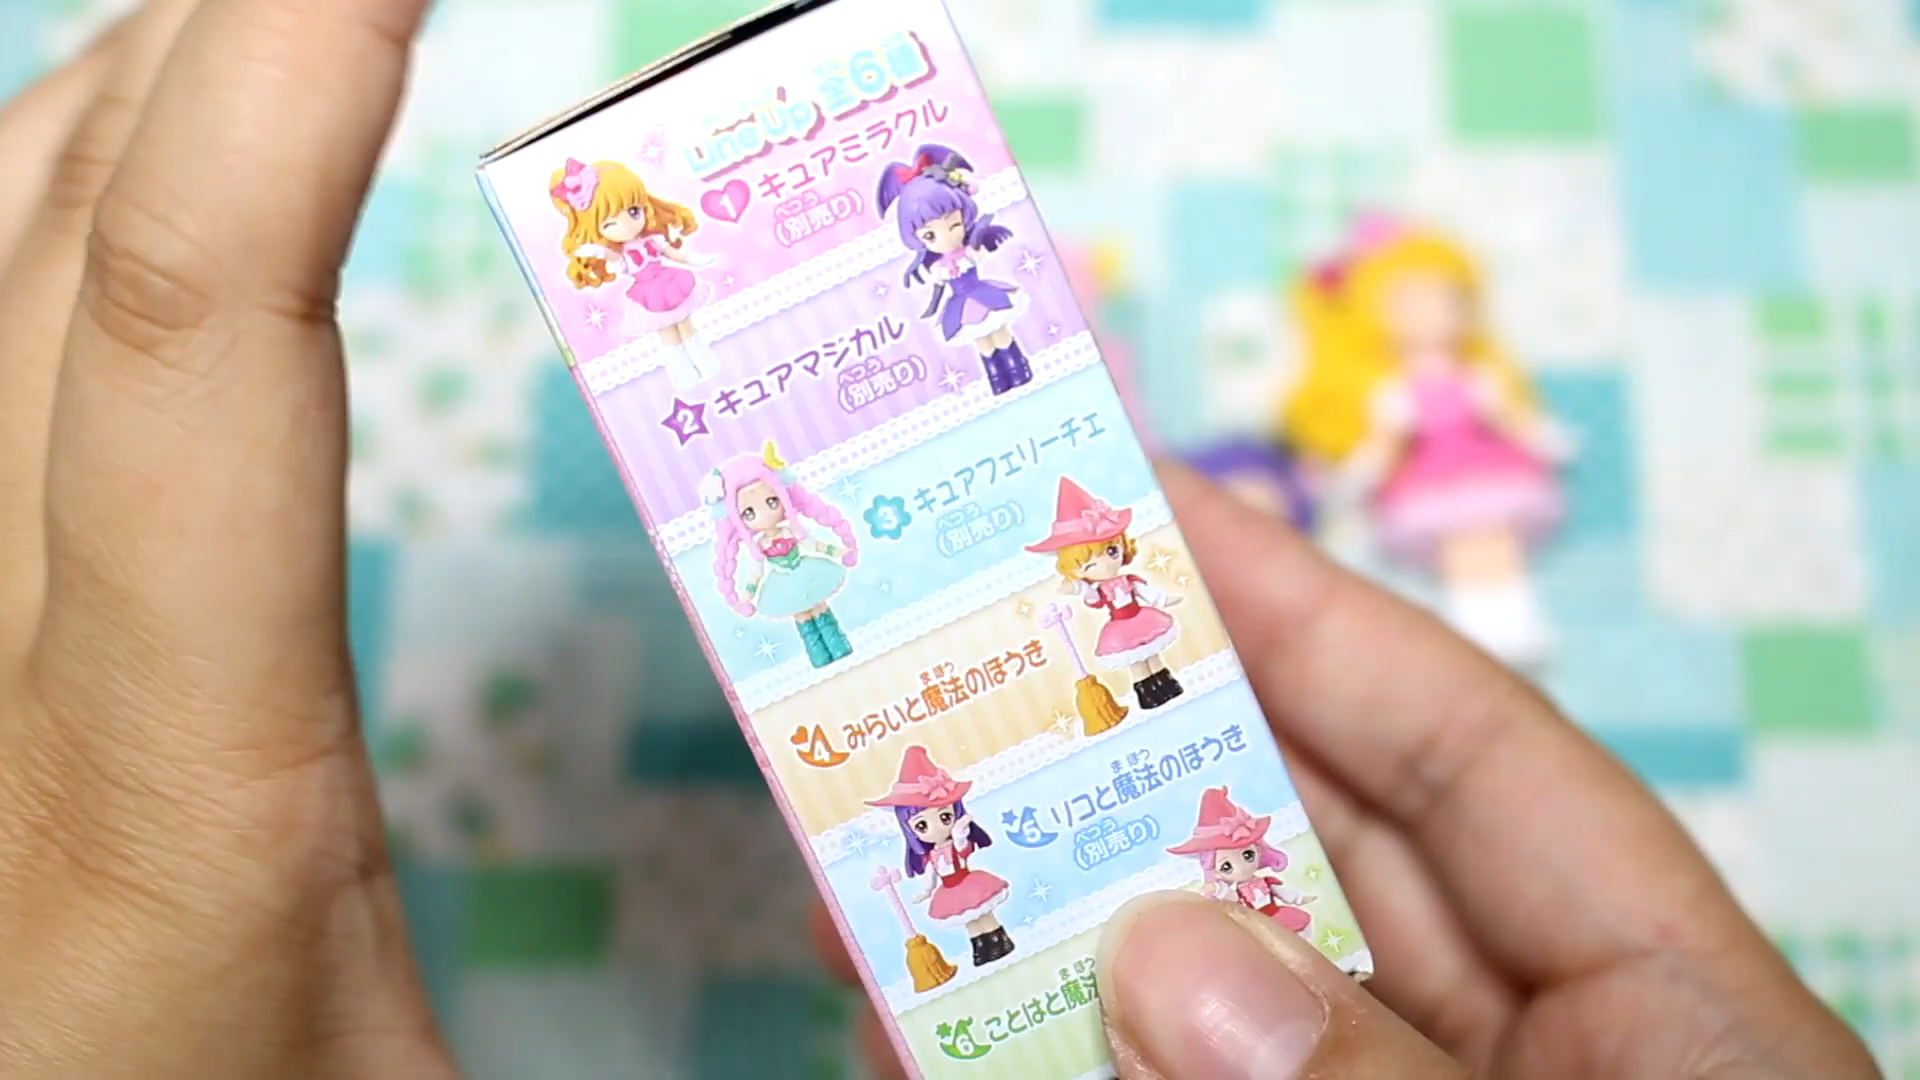 Line Up 全6種
1 キュアミラクル
べつう
(別売り)
2 キュアマジカル
べつう
(別売り)
3 キュアフェリーチェ
べつう
(別売り)
まほう
4 みらいと魔法のほうき
まほう
5 リコと魔法のほうき
べつう
(別売り)
まほう
6 ことはと魔法